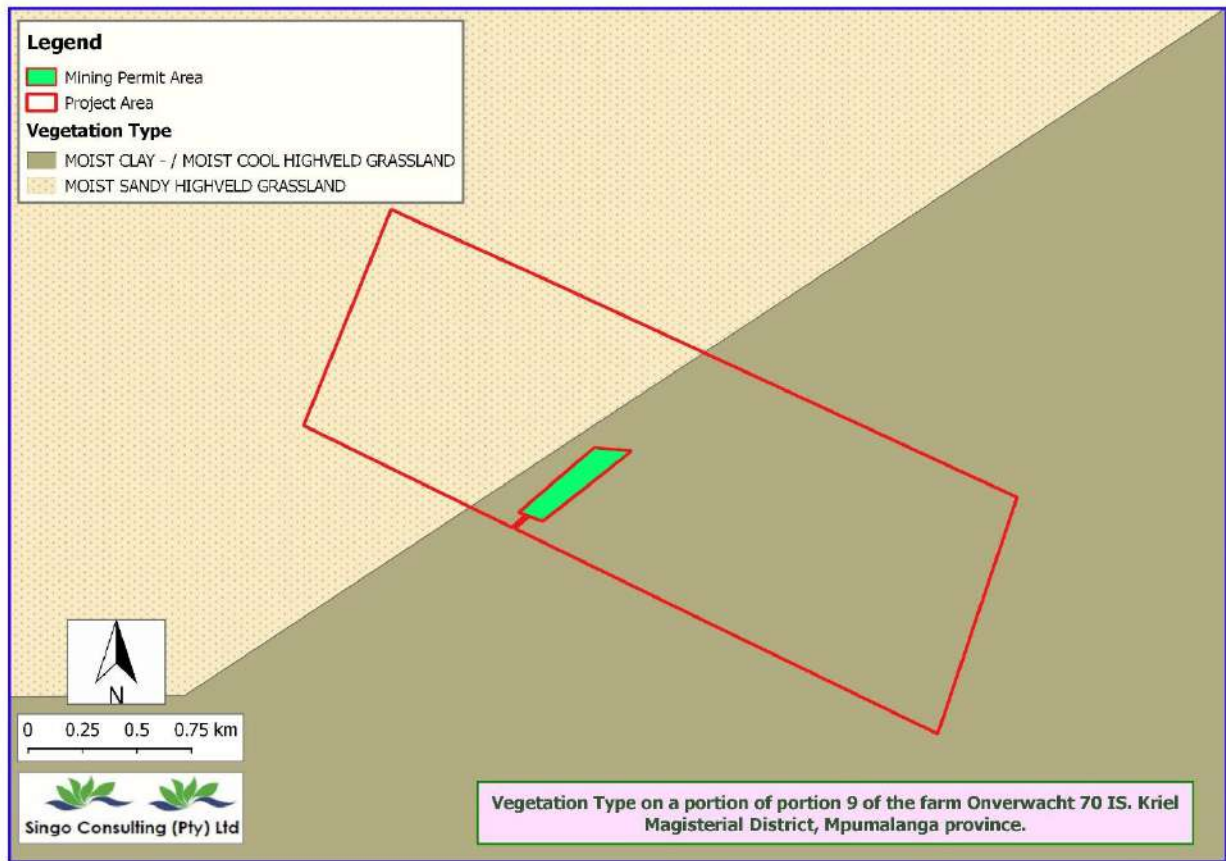 Legend
Mining Permit Area
Project Area
Vegetation Type
MOIST CLAY - / MOIST COOL HIGHVELD GRASSLAND
MOIST SANDY HIGHVELD GRASSLAND
N
0 0.25 0.5 0.75 km
Singo Consulting (Pty) Ltd
Vegetation Type on a portion of portion 9 of the farm Onverwacht 70 IS. Kriel
Magisterial District, Mpumalanga province.